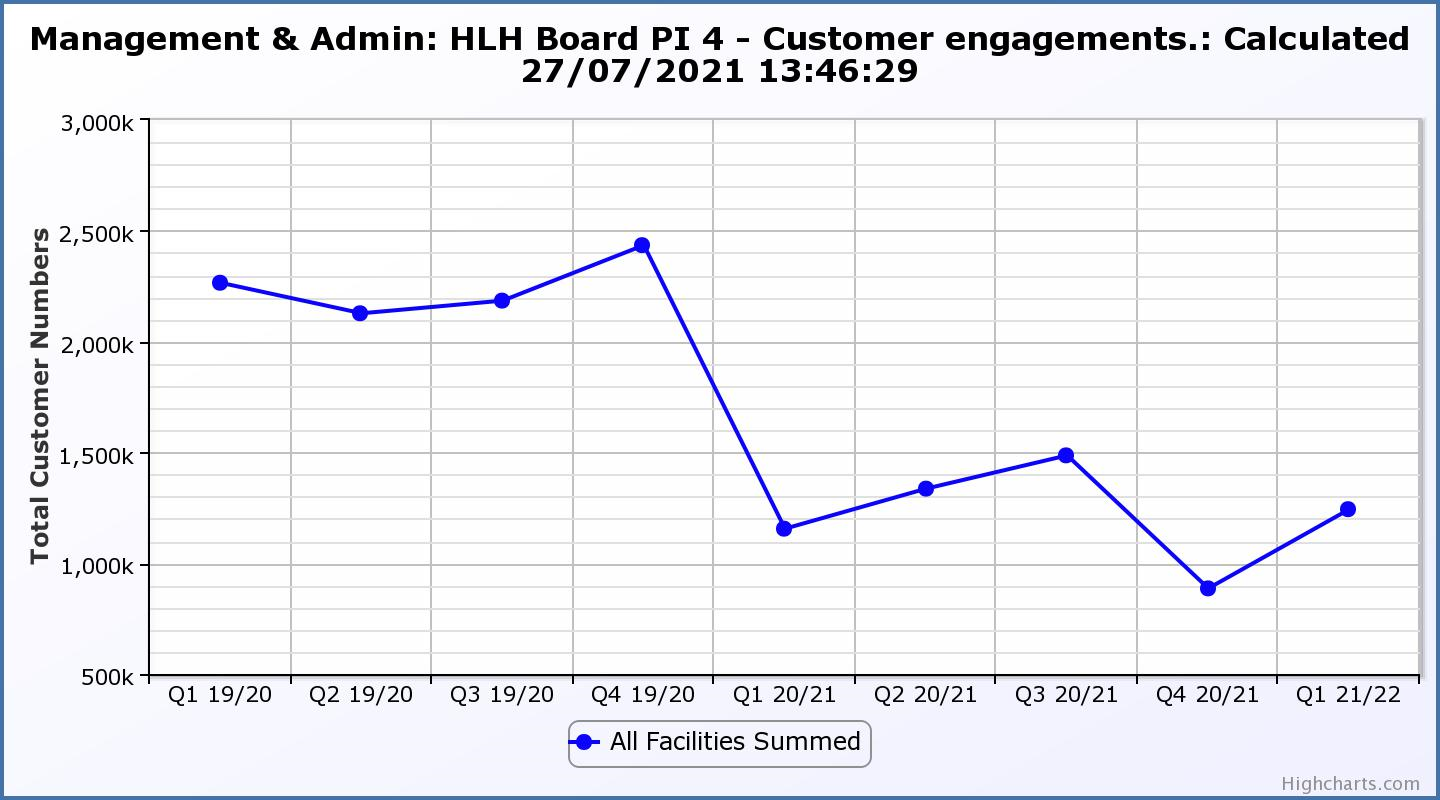 Management & Admin: HLH Board PI 4 - Customer engagements.: Calculated
27/07/2021 13:46:29
Total Customer Numbers
3,000k
2,500k
2,000k
1,500k
1,000k
500k
Q1 19/20 Q2 19/20 Q3 19/20 Q4 19/20 Q1 20/21 Q2 20/21 Q3 20/21 Q4 20/21 Q1 21/22
All Facilities Summed
Highcharts.com